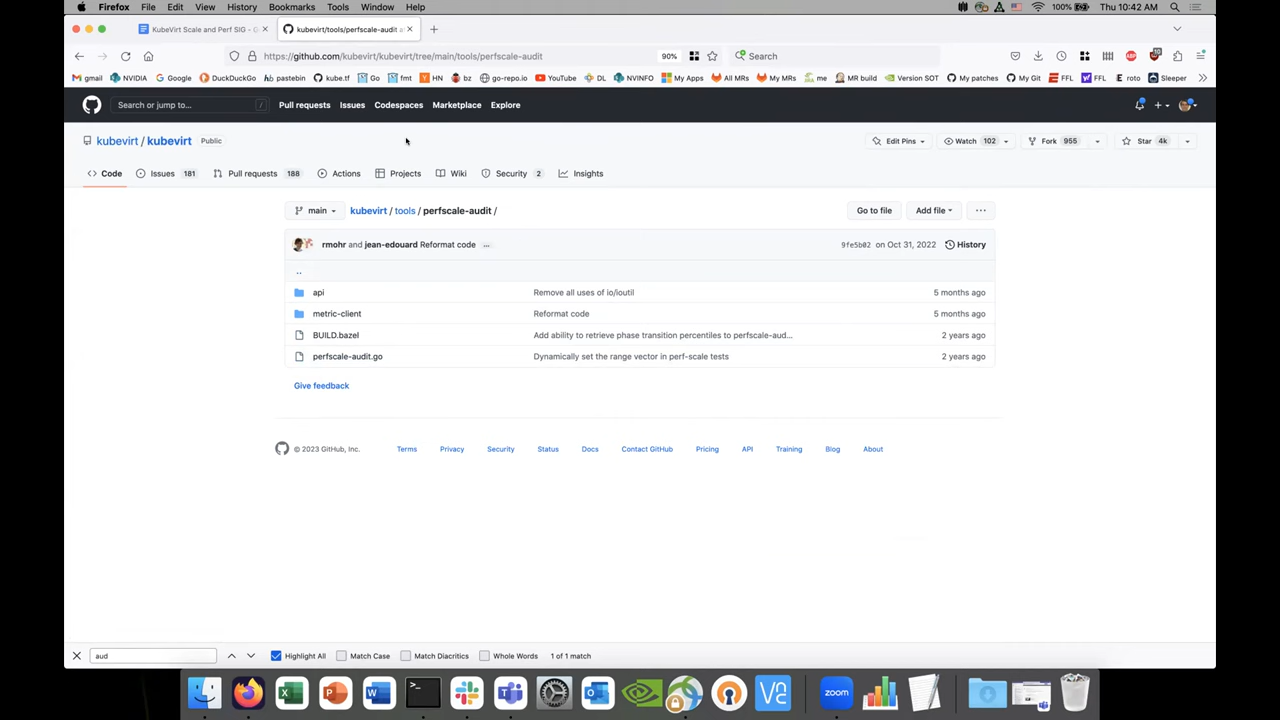 Firefox File Edit View History Bookmarks Tools Window Help 100% Thu 10:42 AM
KubeVirt Scale and Perf SIG - G
kubevirt/tools/perfscale-audit a
https://github.com/kubevirt/kubevirt/tree/main/tools/perfscale-audit 90% Search
gmail NVIDIA Google DuckDuckGo pastebin kube.tf Go fmt HN bz go-repo.io YouTube DL NVINFO My Apps All MRs My MRs me MR build Version SOT My patches My Git FFL FFL roto Sleeper
Search or jump to... / Pull requests Issues Codespaces Marketplace Explore
kubevirt / kubevirt Public Edit Pins Watch 102 Fork 955 Star 4k
Code Issues 181 Pull requests 188 Actions Projects Wiki Security 2 Insights
main kubevirt / tools / perfscale-audit / Go to file Add file ...
rmohr and jean-edouard Reformat code ... 9fe5b02 on Oct 31, 2022 History
..
api Remove all uses of io/ioutil 5 months ago
metric-client Reformat code 5 months ago
BUILD.bazel Add ability to retrieve phase transition percentiles to perfscale-aud... 2 years ago
perfscale-audit.go Dynamically set the range vector in perf-scale tests 2 years ago
Give feedback
© 2023 GitHub, Inc. Terms Privacy Security Status Docs Contact GitHub Pricing API Training Blog About
aud Highlight All Match Case Match Diacritics Whole Words 1 of 1 match
zoom